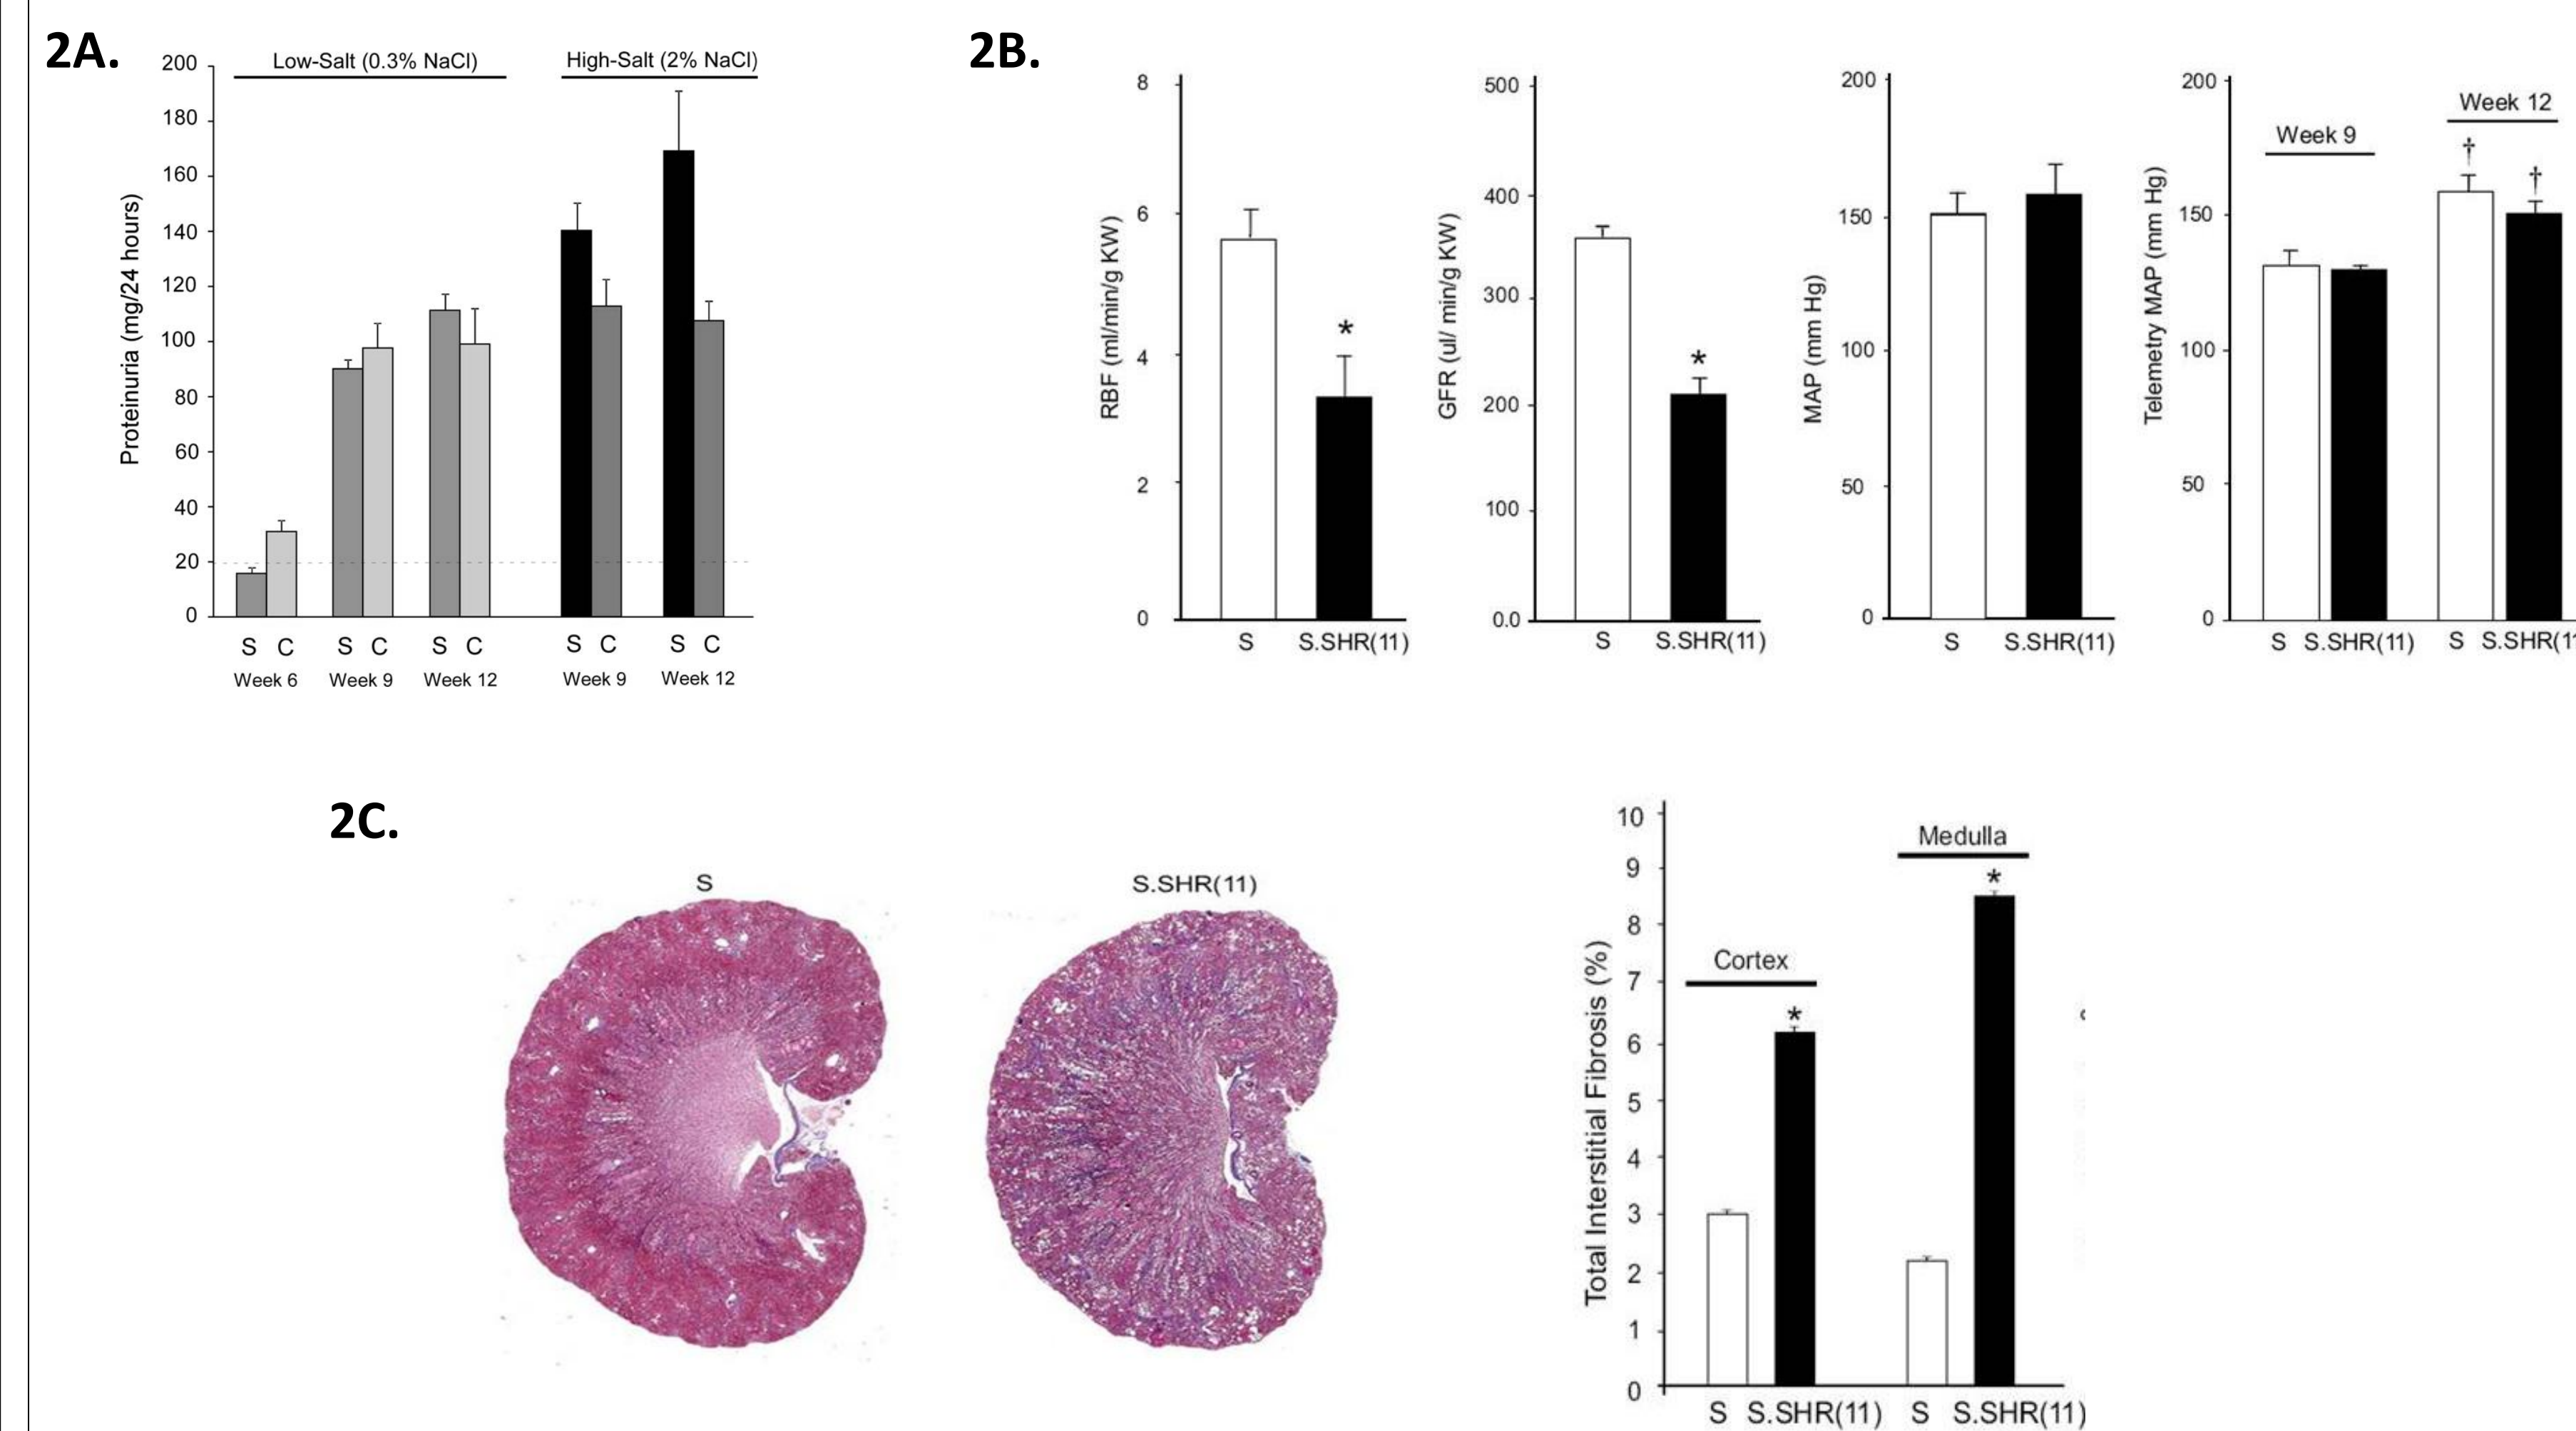 2A.
Low-Salt (0.3% NaCl)
High-Salt (2% NaCl)
Proteinuria (mg/24 hours)
200
180
160
140
120
100
80
60
40
20
0
S C S C S C S C S C
Week 6 Week 9 Week 12 Week 9 Week 12
2B.
RBF (ml/min/g KW)
8
6
4
2
0
*
S S.SHR(11)
GFR (ul/ min/g KW)
500
400
300
200
100
0.0
*
S S.SHR(11)
MAP (mm Hg)
200
150
100
50
0
S S.SHR(11)
Telemetry MAP (mm Hg)
200
150
100
50
0
Week 9
Week 12
† †
S S.SHR(11) S S.SHR(1
2C.
S
S.SHR(11)
Total Interstitial Fibrosis (%)
10
9
8
7
6
5
4
3
2
1
0
Cortex
*
Medulla
*
S S.SHR(11) S S.SHR(11)